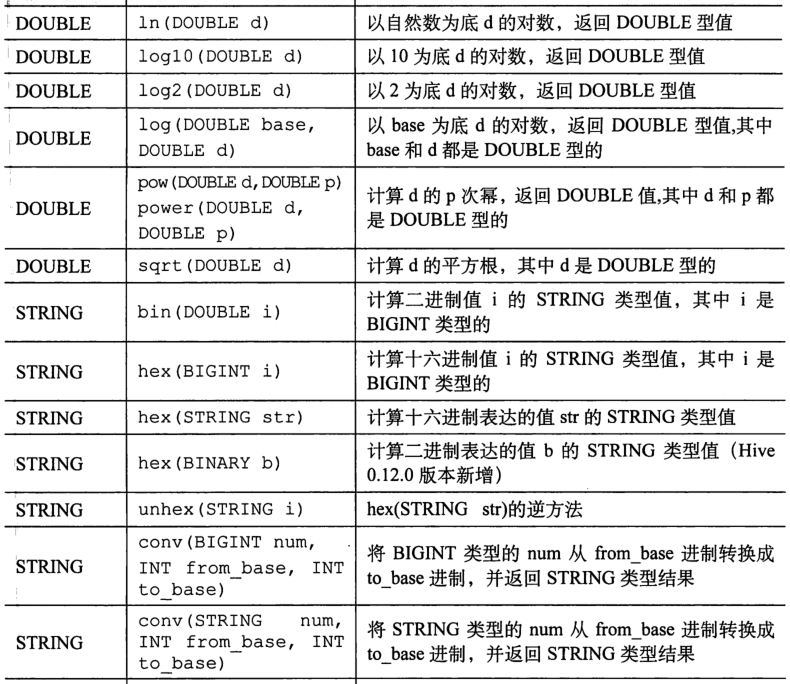 DOUBLE
ln(DOUBLE d)
以自然数为底 d 的对数，返回 DOUBLE 型值
DOUBLE
log10(DOUBLE d)
以 10 为底 d 的对数，返回 DOUBLE 型值
DOUBLE
log2(DOUBLE d)
以 2 为底 d 的对数，返回 DOUBLE 型值
DOUBLE
log(DOUBLE base,
DOUBLE d)
以 base 为底 d 的对数，返回 DOUBLE 型值,其中
base 和 d 都是 DOUBLE 型的
DOUBLE
pow(DOUBLE d,DOUBLE p)
power(DOUBLE d,
DOUBLE p)
计算 d 的 p 次幂，返回 DOUBLE 值,其中 d 和 p 都
是 DOUBLE 型的
DOUBLE
sqrt(DOUBLE d)
计算 d 的平方根，其中 d 是 DOUBLE 型的
STRING
bin(DOUBLE i)
计算二进制值 i 的 STRING 类型值，其中 i 是
BIGINT 类型的
STRING
hex(BIGINT i)
计算十六进制值 i 的 STRING 类型值，其中 i 是
BIGINT 类型的
STRING
hex(STRING str)
计算十六进制表达的值 str 的 STRING 类型值
STRING
hex(BINARY b)
计算二进制表达的值 b 的 STRING 类型值（Hive
0.12.0 版本新增）
STRING
unhex(STRING i)
hex(STRING str)的逆方法
STRING
conv(BIGINT num,
INT from_base, INT
to_base)
将 BIGINT 类型的 num 从 from_base 进制转换成
to_base 进制，并返回 STRING 类型结果
STRING
conv(STRING num,
INT from_base, INT
to_base)
将 STRING 类型的 num 从 from_base 进制转换成
to_base 进制，并返回 STRING 类型结果